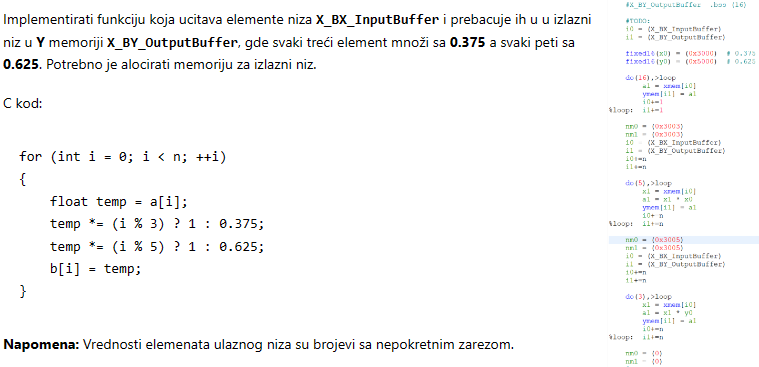 Implementirati funkciju koja ucitava elemente niza X_BX_InputBuffer i prebacuje ih u u izlazni
niz u Y memoriji X_BY_OutputBuffer, gde svaki treći element množi sa 0.375 a svaki peti sa
0.625. Potrebno je alocirati memoriju za izlazni niz.
C kod:
for (int i = 0; i < n; ++i)
{
float temp = a[i];
temp *= (i % 3) ? 1 : 0.375;
temp *= (i % 5) ? 1 : 0.625;
b[i] = temp;
}
Napomena: Vrednosti elemenata ulaznog niza su brojevi sa nepokretnim zarezom.
#X_BY_OutputBuffer .bss (16)
#TODO:
i0 = (X_BX_InputBuffer)
i1 = (X_BY_OutputBuffer)
fixed16(x0) = (0x3000) # 0.375
fixed16(y0) = (0x5000) # 0.625
do(16),>loop
a1 = xmem[i0]
ymem[i1] = a1
i0+=1
%loop: i1+=1
nm0 = (0x3003)
nm1 = (0x3003)
i0 = (X_BX_InputBuffer)
i1 = (X_BY_OutputBuffer)
i0+=n
i1+=n
do(5),>loop
x1 = xmem[i0]
a1 = x1 * x0
ymem[i1] = a1
i0+ n
%loop: i1+=n
nm0 = (0x3005)
nm1 = (0x3005)
i0 = (X_BX_InputBuffer)
i1 = (X_BY_OutputBuffer)
i0+=n
i1+=n
do(3),>loop
x1 = xmem[i0]
a1 = x1 * y0
ymem[i1] = a1
i0+=n
%loop: i1+=n
nm0 = (0)
nm1 = (0)